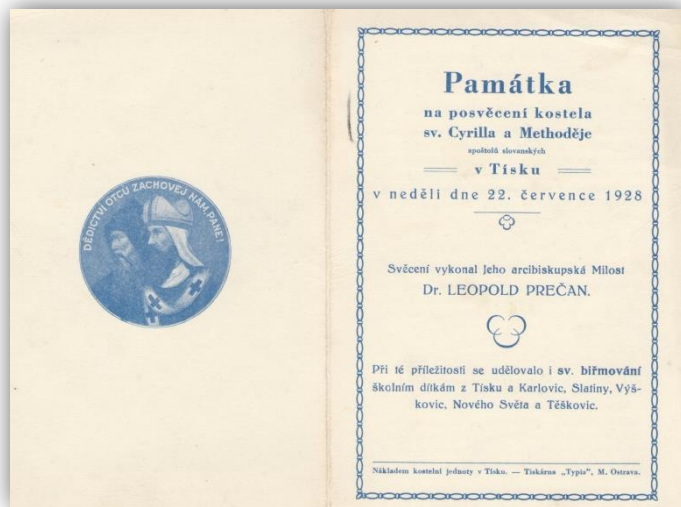 DĚDICTVÍ OTCŮ ZACHOVEJ NÁM, PANE!
Památka
na posvěcení kostela
sv. Cyrilla a Methoděje
apoštolů slovanských
v Tísku
v neděli dne 22. července 1928
Svěcení vykonal Jeho arcibiskupská Milost
Dr. LEOPOLD PREČAN.
Při té příležitosti se udělovalo i sv. biřmování
školním dítkám z Tísku a Karlovic, Slatiny, Výš-
kovic, Nového Světa a Těškovic.
Nákladem kostelní jednoty v Tísku. — Tiskárna „Typis", M. Ostrava.